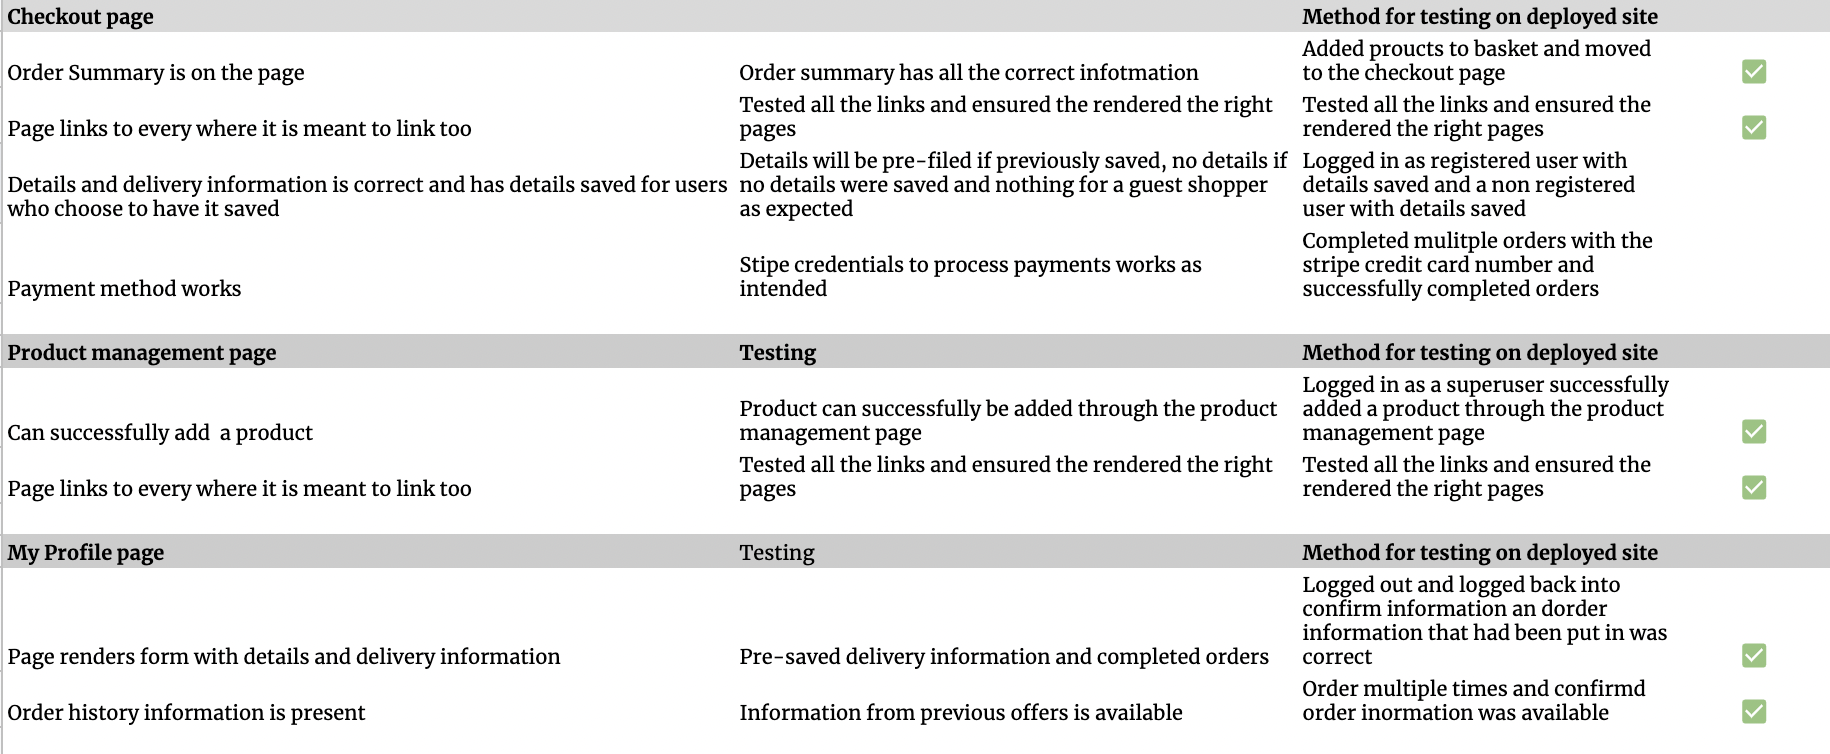 Checkout page
Method for testing on deployed site
Order Summary is on the page
Order summary has all the correct infotmation
Added proucts to basket and moved
to the checkout page
Page links to every where it is meant to link too
Tested all the links and ensured the rendered the right
pages
Tested all the links and ensured the
rendered the right pages
Details and delivery information is correct and has details saved for users
who choose to have it saved
Details will be pre-filed if previously saved, no details if
no details were saved and nothing for a guest shopper
as expected
Logged in as registered user with
details saved and a non registered
user with details saved
Payment method works
Stipe credentials to process payments works as
intended
Completed mulitple orders with the
stripe credit card number and
successfully completed orders
Product management page
Testing
Method for testing on deployed site
Can successfully add  a product
Product can successfully be added through the product
management page
Logged in as a superuser successfully
added a product through the product
management page
Page links to every where it is meant to link too
Tested all the links and ensured the rendered the right
pages
Tested all the links and ensured the
rendered the right pages
My Profile page
Testing
Method for testing on deployed site
Page renders form with details and delivery information
Pre-saved delivery information and completed orders
Logged out and logged back into
confirm information an dorder
information that had been put in was
correct
Order history information is present
Information from previous offers is available
Order multiple times and confirmd
order inormation was available